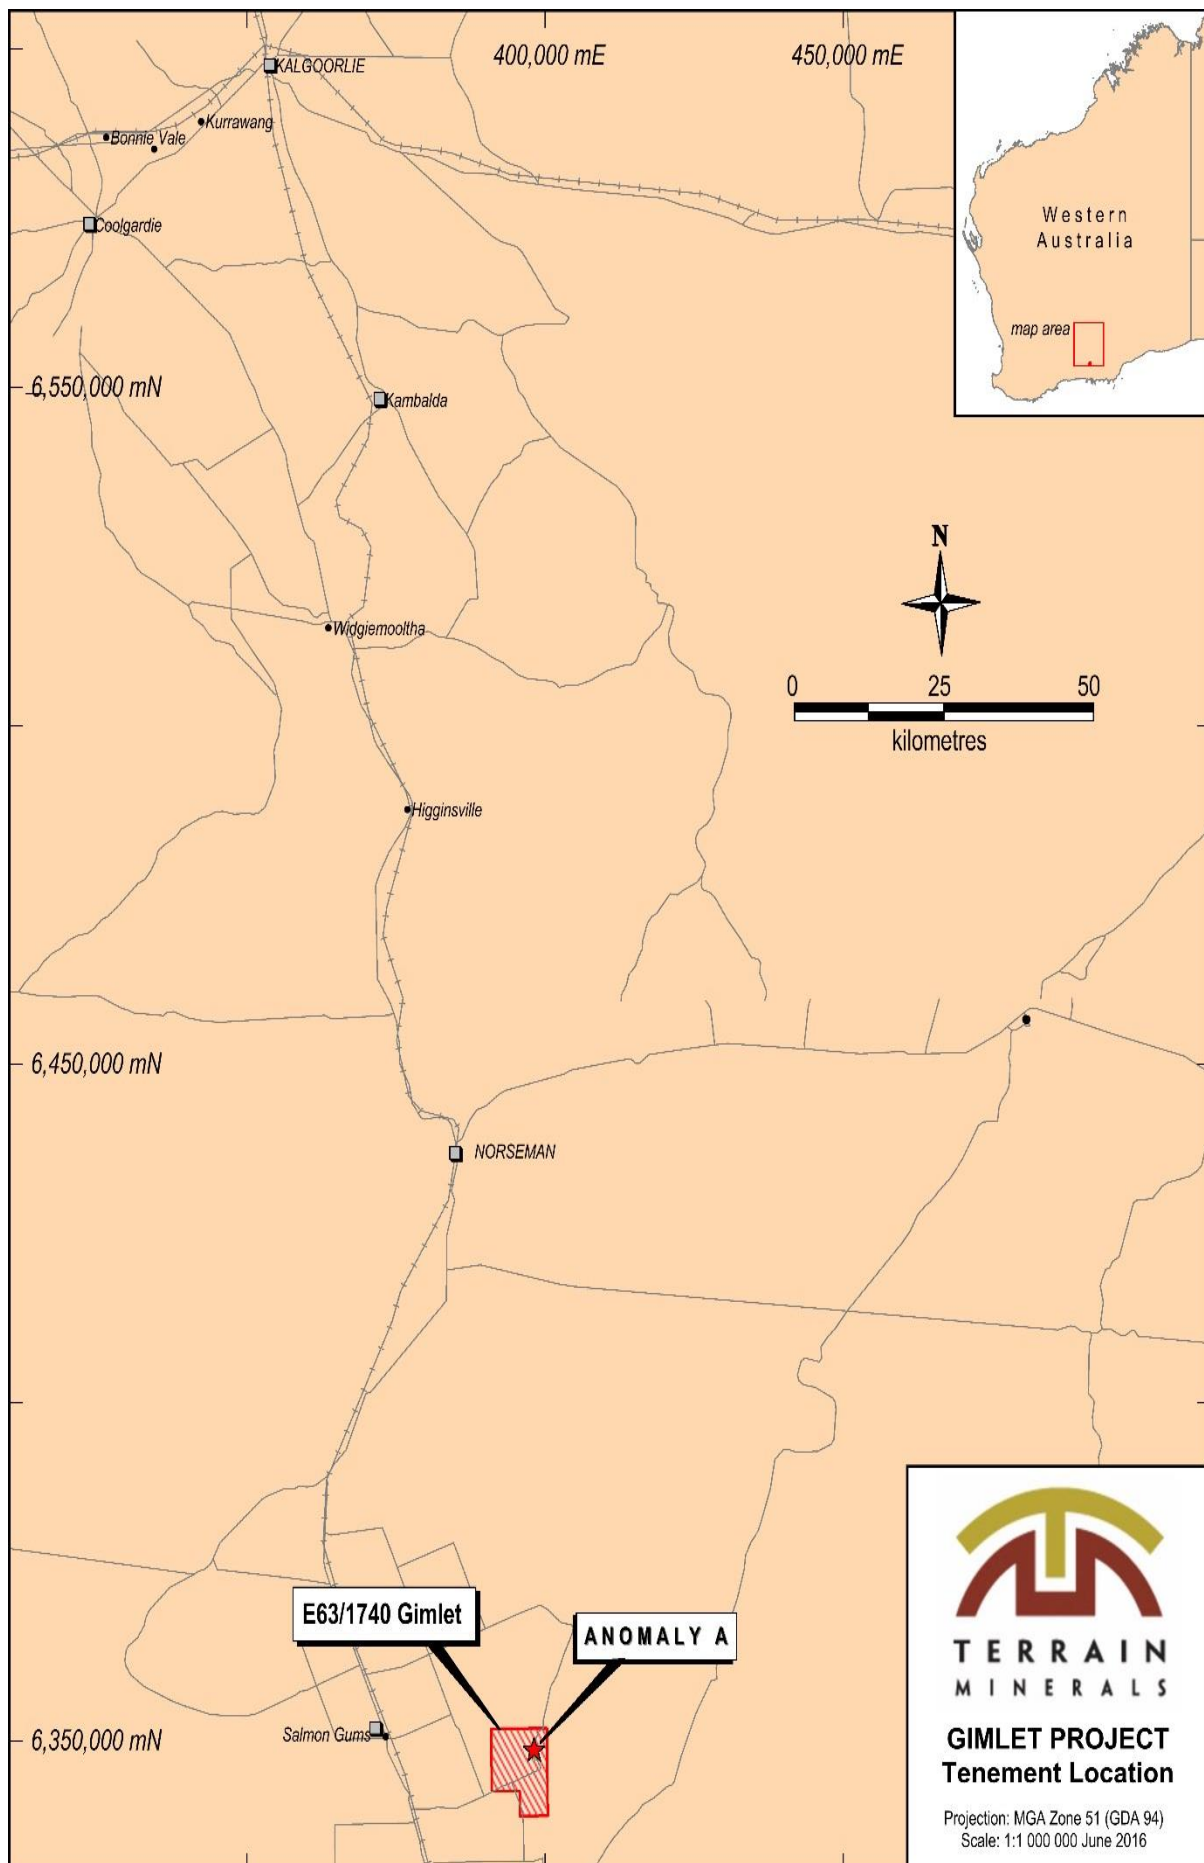 400,000 mE
450,000 mE
KALGOORLIE
Kurrawang
Bonnie Vale
Coolgardie
Western
Australia
map area
6,550,000 mN
Kambalda
N
Widgiemooltha
0 25 50
kilometres
Higginsville
6,450,000 mN
NORSEMAN
E63/1740 Gimlet
ANOMALY A
Salmon Gums
6,350,000 mN
TERRAIN
MINERALS
GIMLET PROJECT
Tenement Location
Projection: MGA Zone 51 (GDA 94)
Scale: 1:1 000 000 June 2016